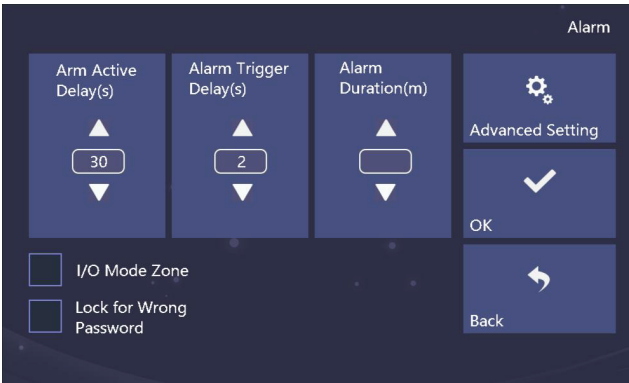 Alarm
Arm Active
Delay(s)
30
Alarm Trigger
Delay(s)
2
Alarm
Duration(m)
Advanced Setting
OK
Back
I/O Mode Zone
Lock for Wrong
Password